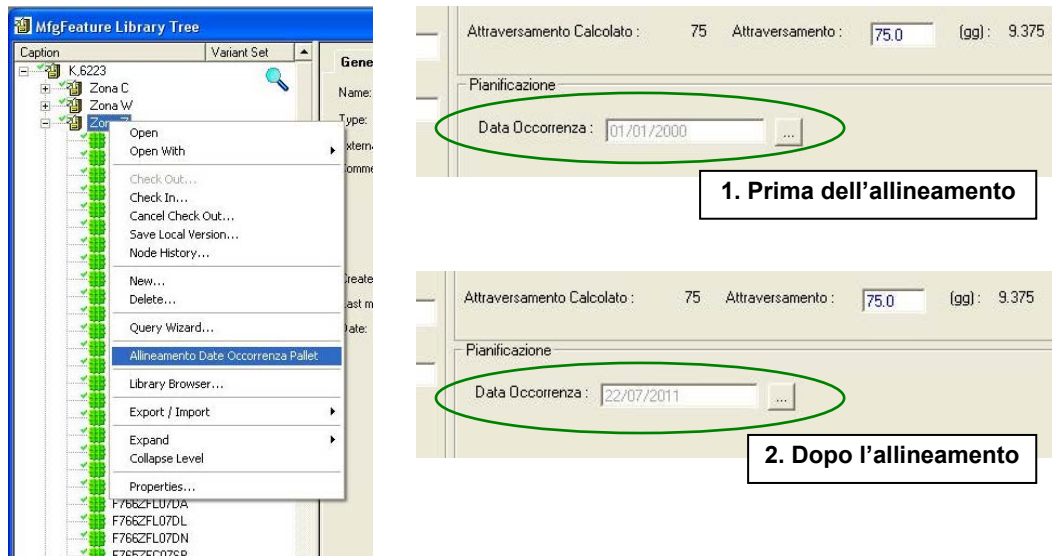 MfgFeature Library Tree
Caption Variant Set
K,6223
Zona C
Zona W
Open
Open With
Check Out...
Check In...
Cancel Check Out...
Save Local Version...
Node History...
New...
Delete...
Query Wizard...
Allineamento Date Occorrenza Pallet
Library Browser...
Export / Import
Expand
Collapse Level
Properties...
F766ZFL07DA
F766ZFL07DL
F766ZFL07DN
Gene
Name:
Type:
Extern
Comme
Create
Last m
Date:
Attraversamento Calcolato : 75 Attraversamento : 75.0 (gg) : 9.375
Pianificazione
Data Occorrenza : 01/01/2000 ...
1. Prima dell'allineamento
Attraversamento Calcolato : 75 Attraversamento : 75.0 (gg) : 9.375
Pianificazione
Data Occorrenza : 22/07/2011 ...
2. Dopo l'allineamento